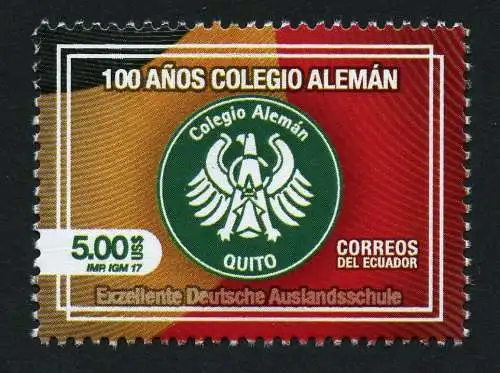 100 AÑOS COLEGIO ALEMÁN
Colegio Alemán
QUITO
5.00 US$
IMP. IGM 17
CORREOS
DEL ECUADOR
Exzellente Deutsche Auslandsschule